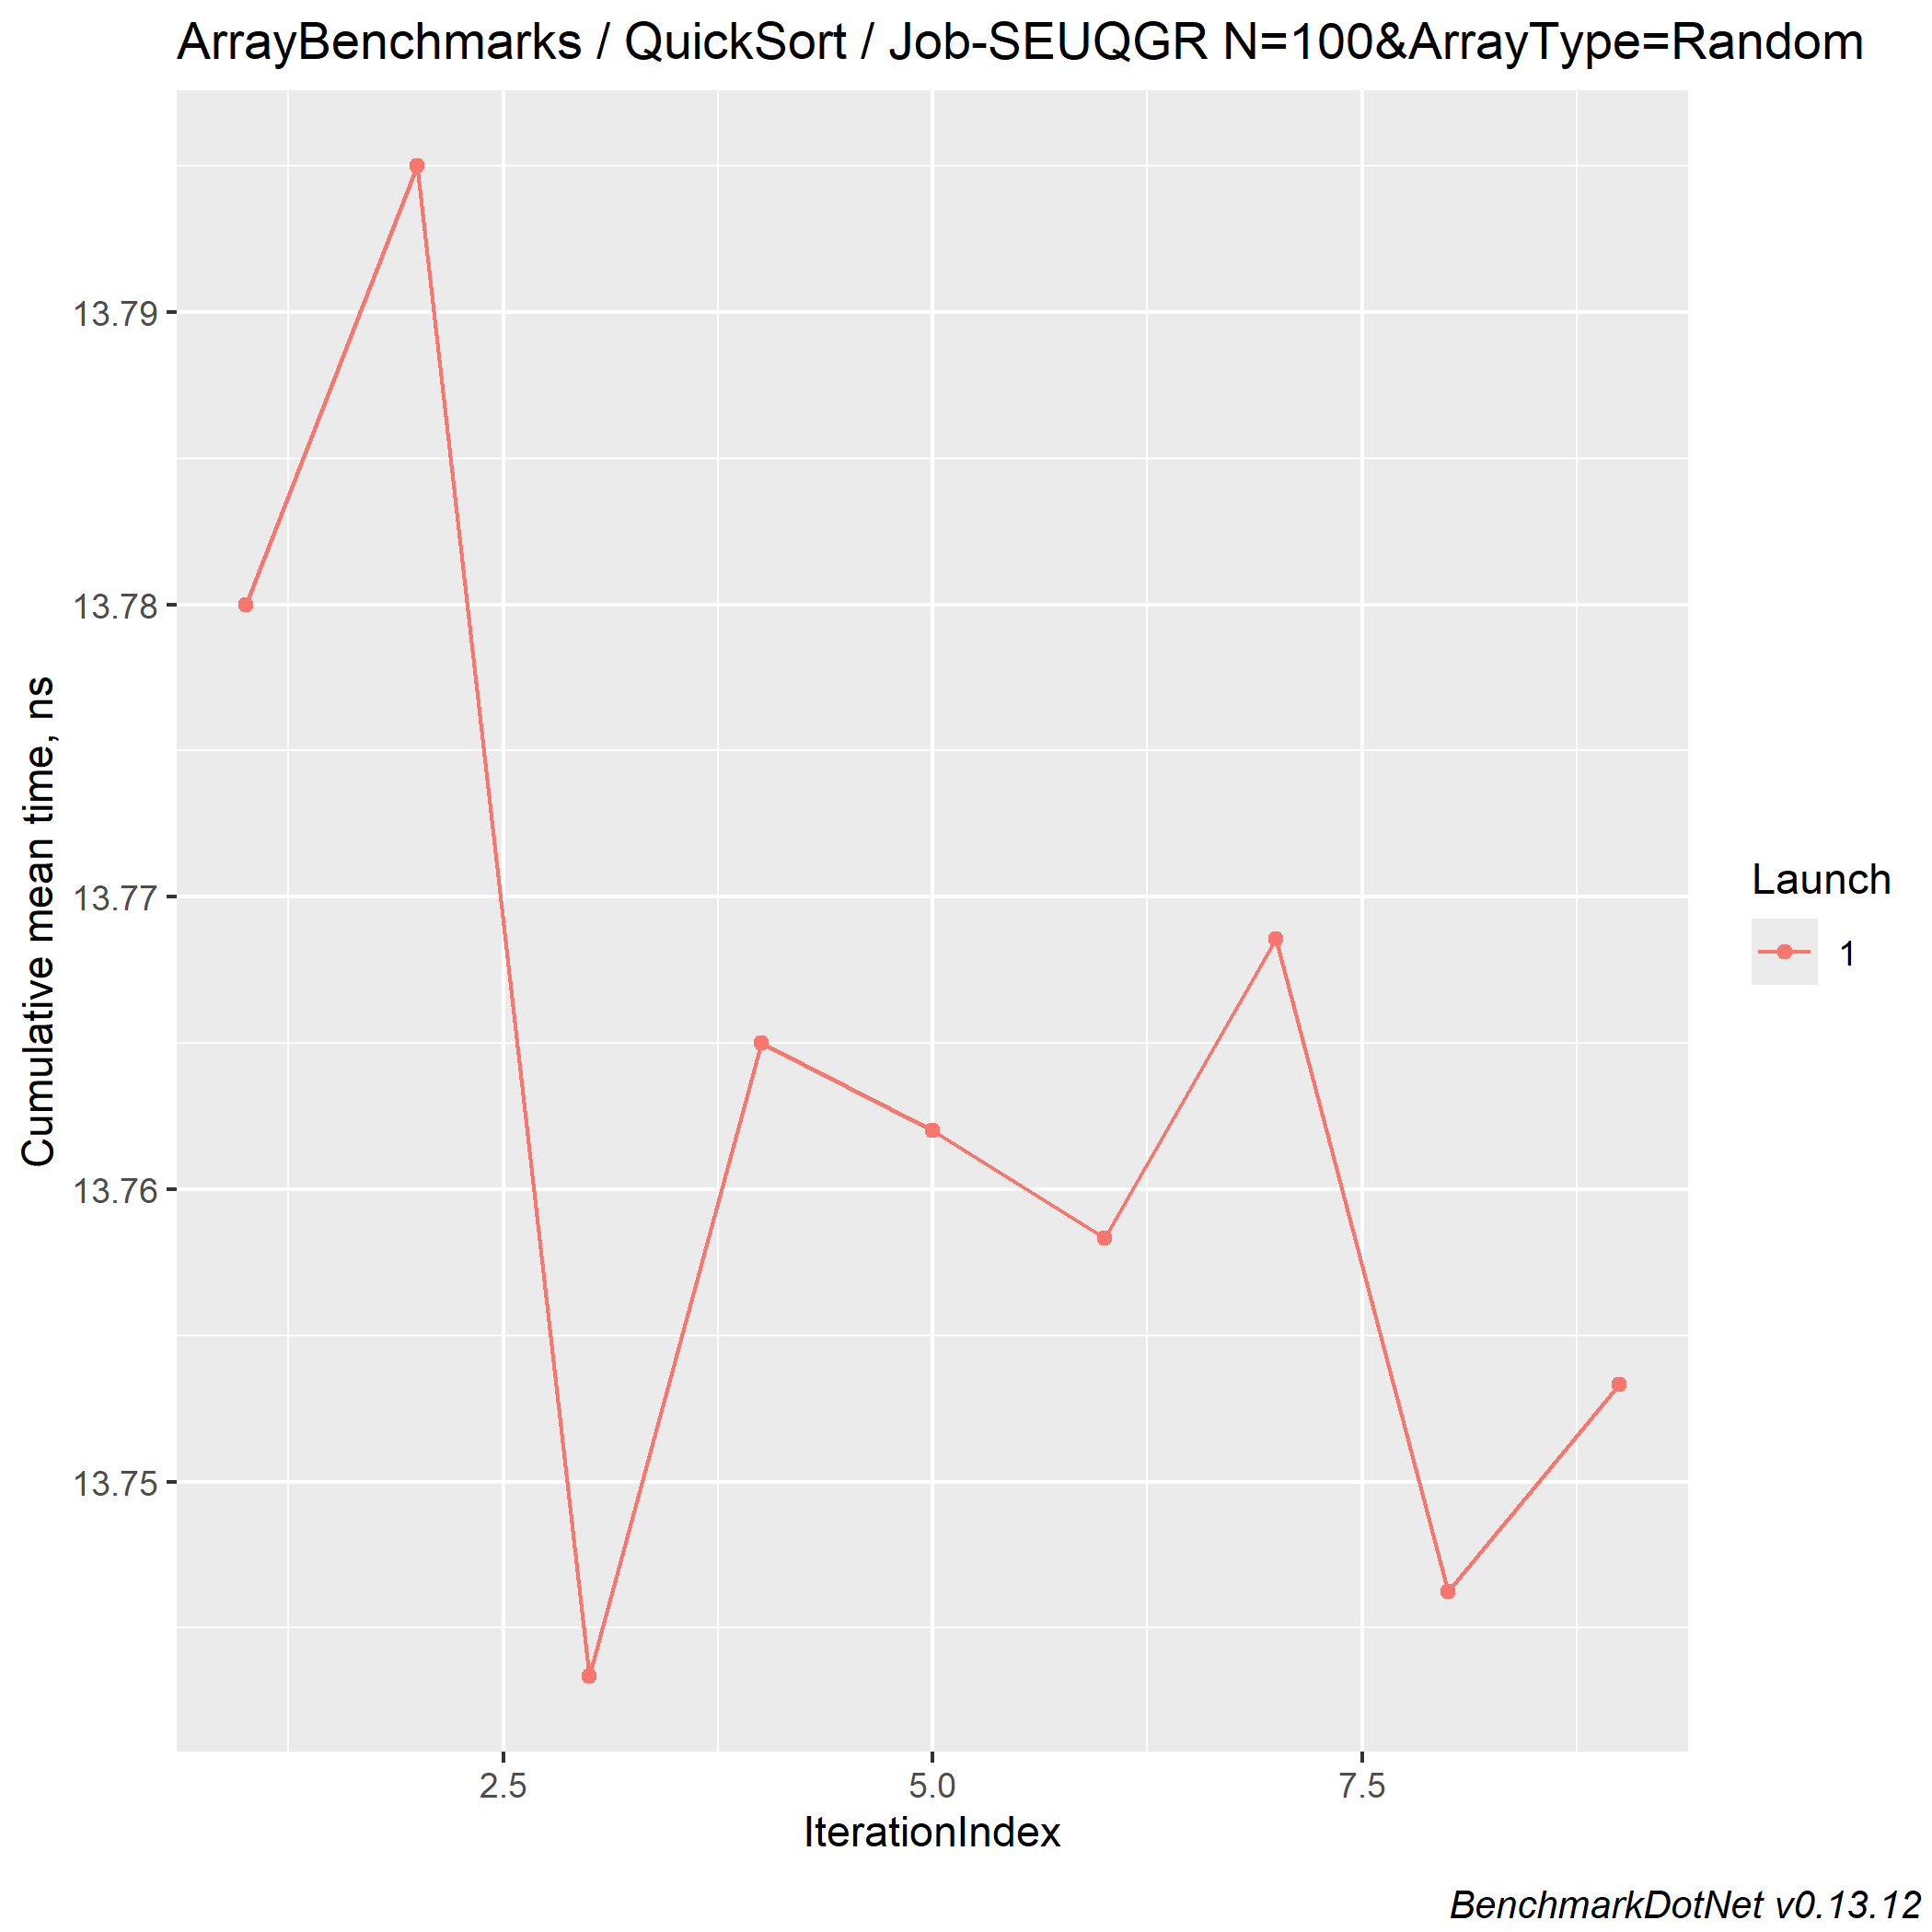 ArrayBenchmarks / QuickSort / Job-SEUQGR N=100&ArrayType=Random
Cumulative mean time, ns
13.79
13.78
13.77
13.76
13.75
2.5
5.0
7.5
IterationIndex
Launch
1
BenchmarkDotNet v0.13.12